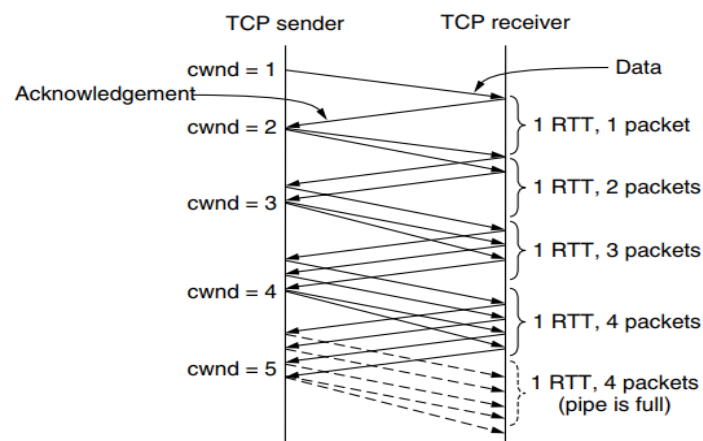 TCP sender
TCP receiver
cwnd = 1
Data
Acknowledgement
1 RTT, 1 packet
cwnd = 2
1 RTT, 2 packets
cwnd = 3
1 RTT, 3 packets
cwnd = 4
1 RTT, 4 packets
cwnd = 5
1 RTT, 4 packets
(pipe is full)